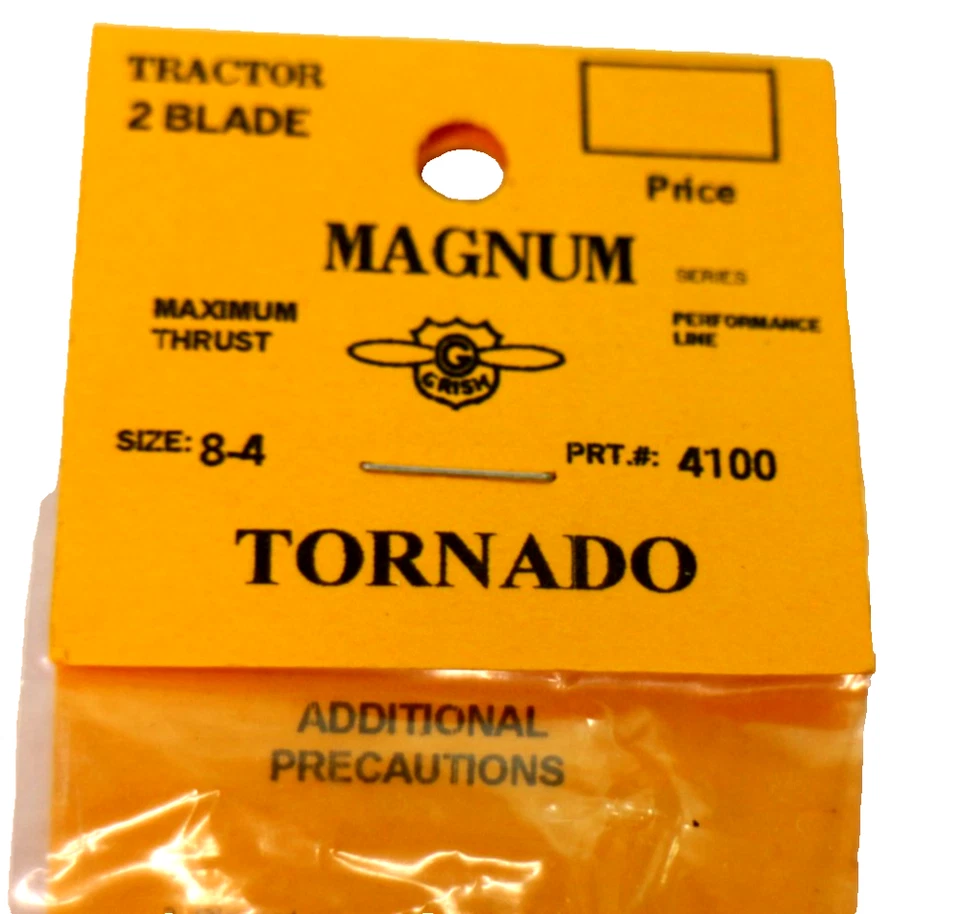 TRACTOR
2 BLADE
Price
MAGNUM SERIES
MAXIMUM
THRUST
PERFORMANCE
LINE
G
GRISH
SIZE: 8-4
PRT.#: 4100
TORNADO
ADDITIONAL
PRECAUTIONS